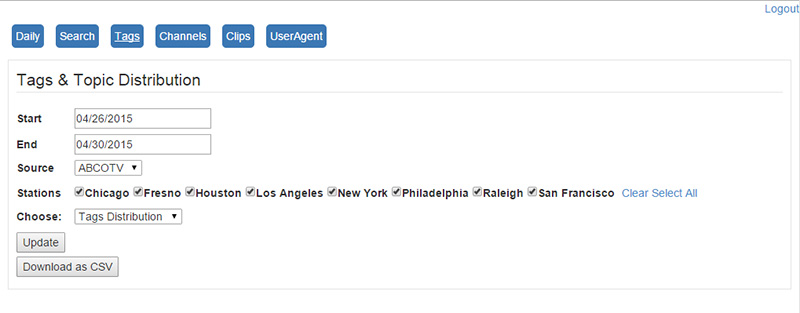 Logout
Daily Search Tags Channels Clips UserAgent
Tags & Topic Distribution
Start 04/26/2015
End 04/30/2015
Source ABCOTV
Stations Chicago Fresno Houston Los Angeles New York Philadelphia Raleigh San Francisco Clear Select All
Choose: Tags Distribution
Update
Download as CSV